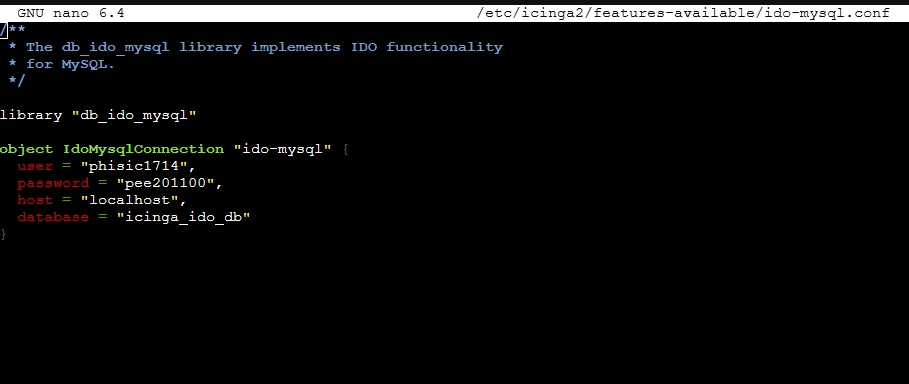 GNU nano 6.4 /etc/icinga2/features-available/ido-mysql.conf
/**
 * The db_ido_mysql library implements IDO functionality
 * for MySQL.
 */
library "db_ido_mysql"
object IdoMysqlConnection "ido-mysql" {
  user = "phisic1714",
  password = "pee201100",
  host = "localhost",
  database = "icinga_ido_db"
}